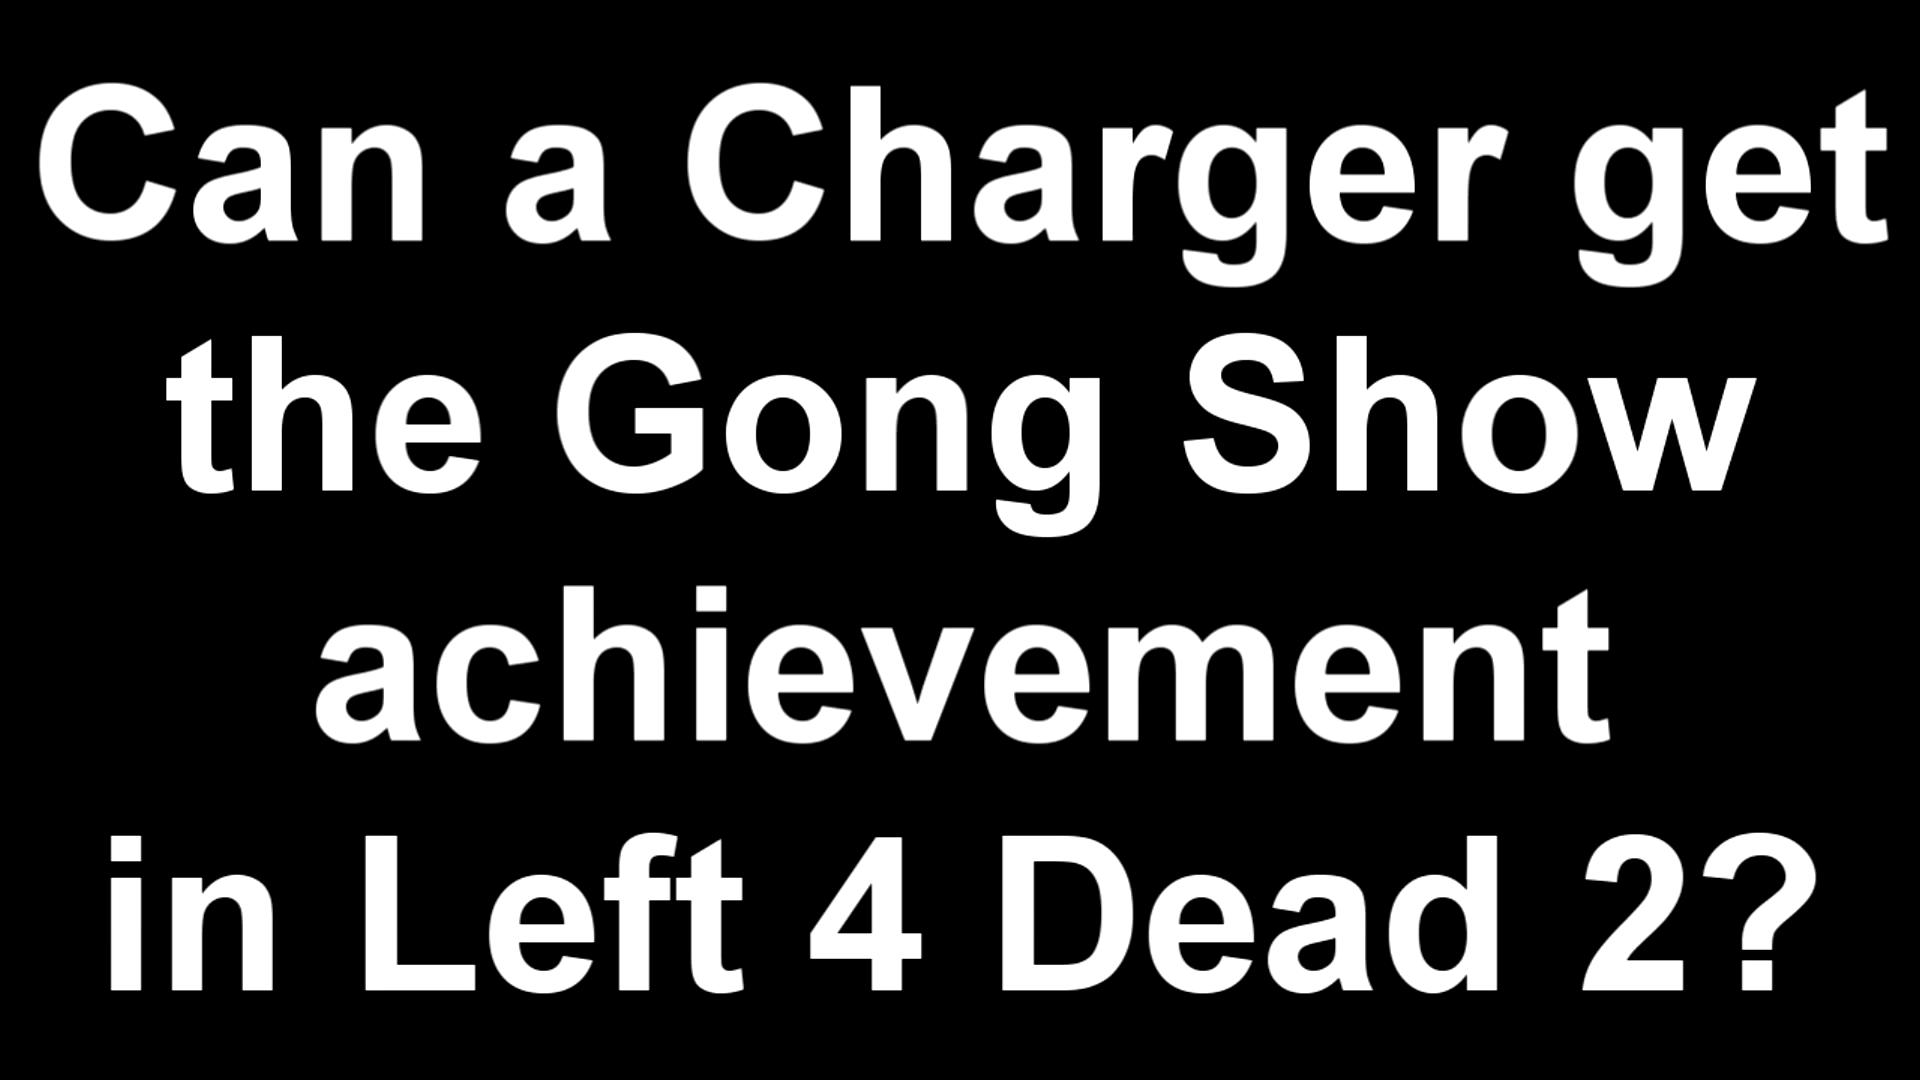 Can a Charger get
the Gong Show
achievement
in Left 4 Dead 2?